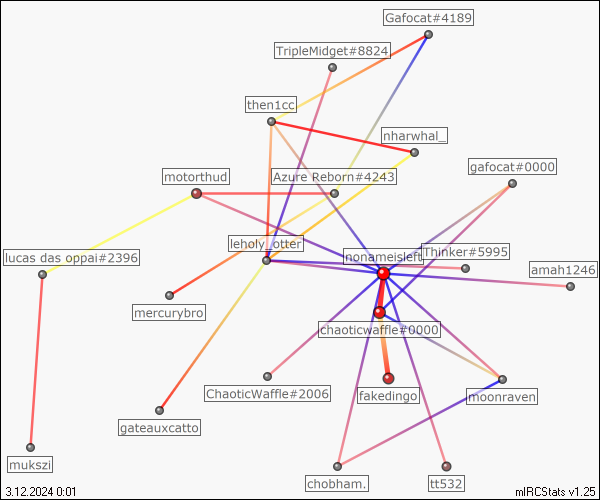 Gafocat#4189
TripleMidget#8824
then1cc
nharwhal_
gafocat#0000
motorthud
Azure Reborn#4243
leholy_otter
nonameisleft
Thinker#5995
lucas das oppai#2396
amah1246
mercurybro
chaoticwaffle#0000
ChaoticWaffle#2006
fakedingo
moonraven
gateauxcatto
mukszi
chobham.
tt532
3.12.2024 0:01
mIRCStats v1.25